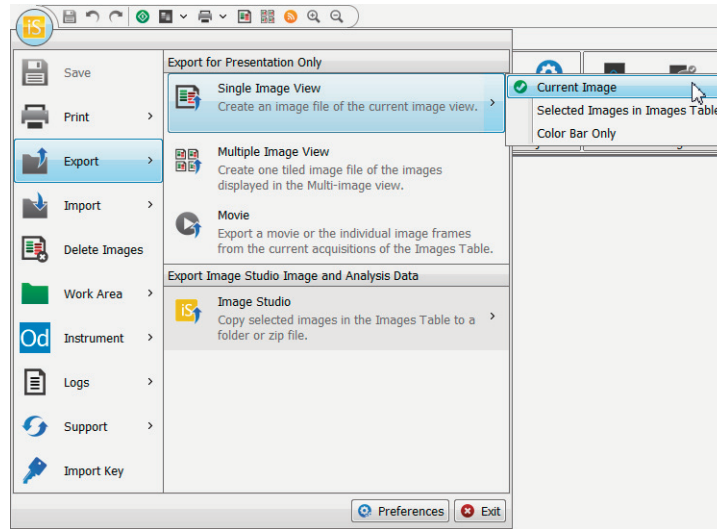 iS
Save
Print
Export
Import
Delete Images
Work Area
Od
Instrument
Logs
Support
Import Key
Export for Presentation Only
Single Image View
Create an image file of the current image view.
Multiple Image View
Create one tiled image file of the images
displayed in the Multi-image view.
Movie
Export a movie or the individual image frames
from the current acquisitions of the Images Table.
Export Image Studio Image and Analysis Data
iS
Image Studio
Copy selected images in the Images Table to a
folder or zip file.
Current Image
Selected Images in Images Table
Color Bar Only
Preferences
Exit